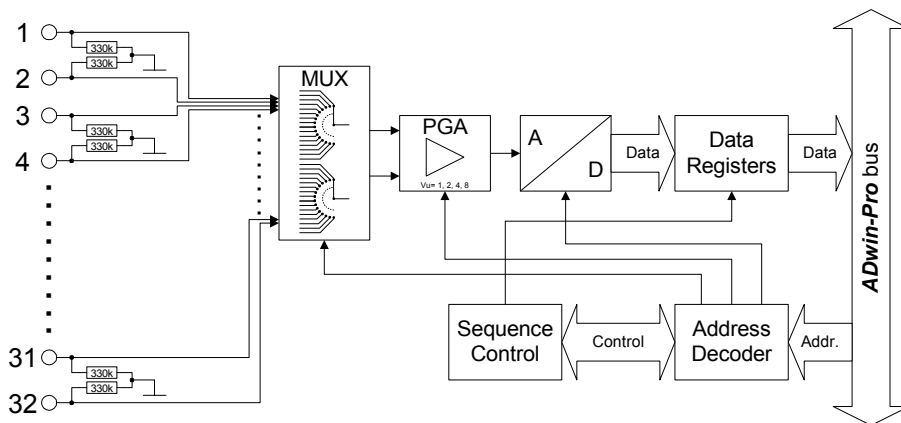 1
330k
330k
2
3
330k
330k
4
31
330k
330k
32
MUX
PGA
Vu= 1, 2, 4, 8
A
D
Data
Data
Registers
Data
ADwin-Pro bus
Sequence
Control
Control
Address
Decoder
Addr.